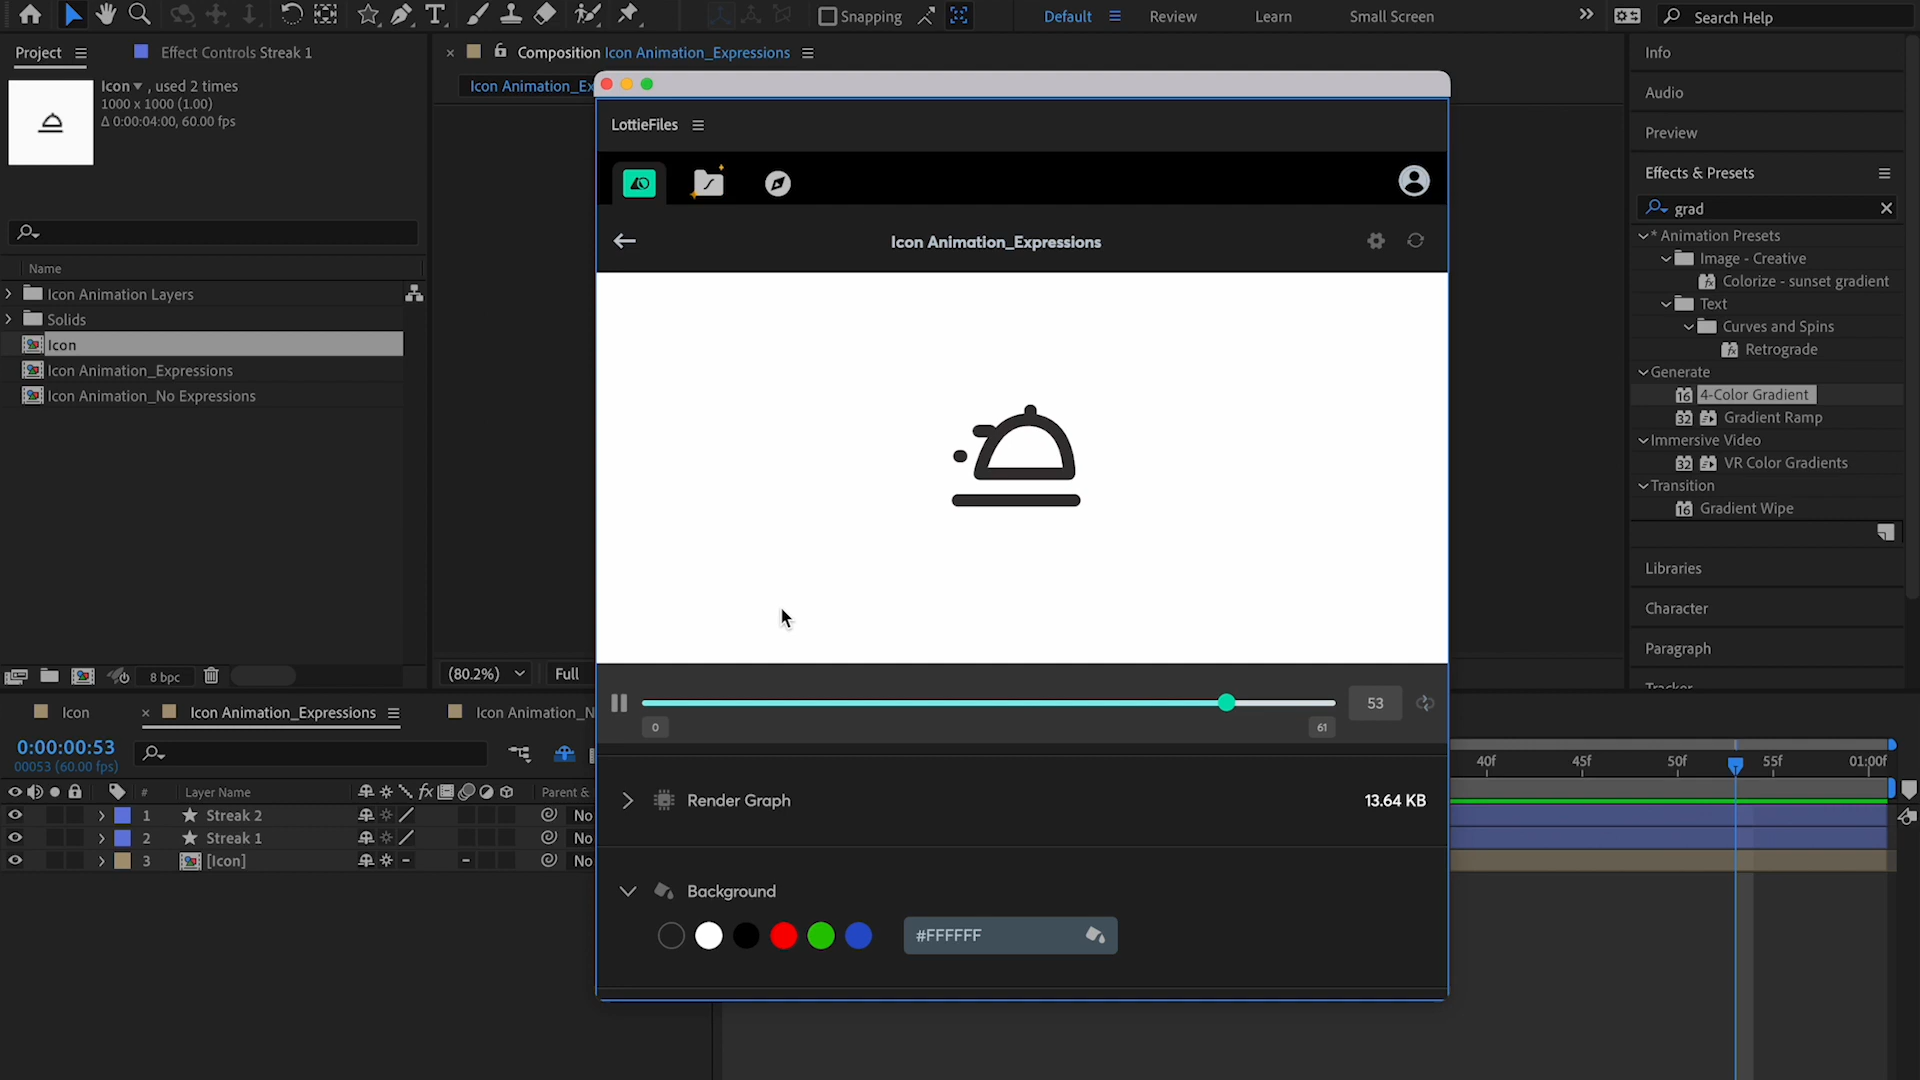 Snapping
Default
Review
Learn
Small Screen
Search Help
Project
Effect Controls Streak 1
Composition Icon Animation_Expressions
Icon Animation_Ex
Icon , used 2 times
1000 x 1000 (1.00)
Δ 0:00:04:00, 60.00 fps
Name
Icon Animation Layers
Solids
Icon
Icon Animation_Expressions
Icon Animation_No Expressions
8 bpc
(80.2%)
Full
LottieFiles
Icon Animation_Expressions
53
0
61
Render Graph
13.64 KB
Background
#FFFFFF
Info
Audio
Preview
Effects & Presets
grad
* Animation Presets
Image - Creative
Colorize - sunset gradient
Text
Curves and Spins
Retrograde
Generate
16 4-Color Gradient
32 Gradient Ramp
Immersive Video
32 VR Color Gradients
Transition
16 Gradient Wipe
Libraries
Character
Paragraph
Tracker
Icon
Icon Animation_Expressions
Icon Animation_N
0:00:00:53
00053 (60.00 fps)
# Layer Name
fx
Parent &
1 Streak 2 No
2 Streak 1 No
3 [Icon] No
40f 45f 50f 55f 01:00f